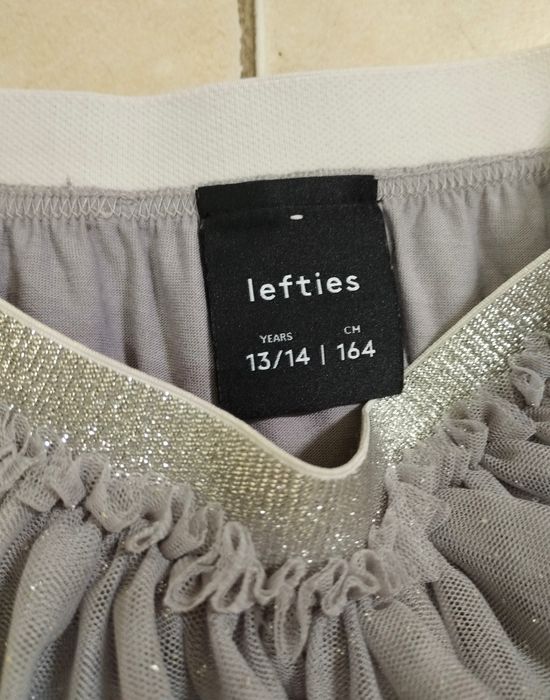 lefties
YEARS CM
13/14 | 164